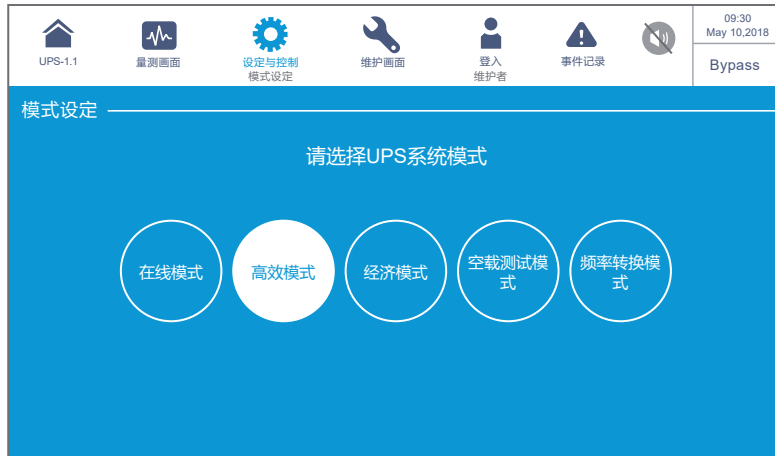 09:30
May 10,2018
UPS-1.1
量测画面
设定与控制
模式设定
维护画面
登入
维护者
事件记录
Bypass
模式设定
请选择UPS系统模式
在线模式
高效模式
经济模式
空载测试模
式
频率转换模
式